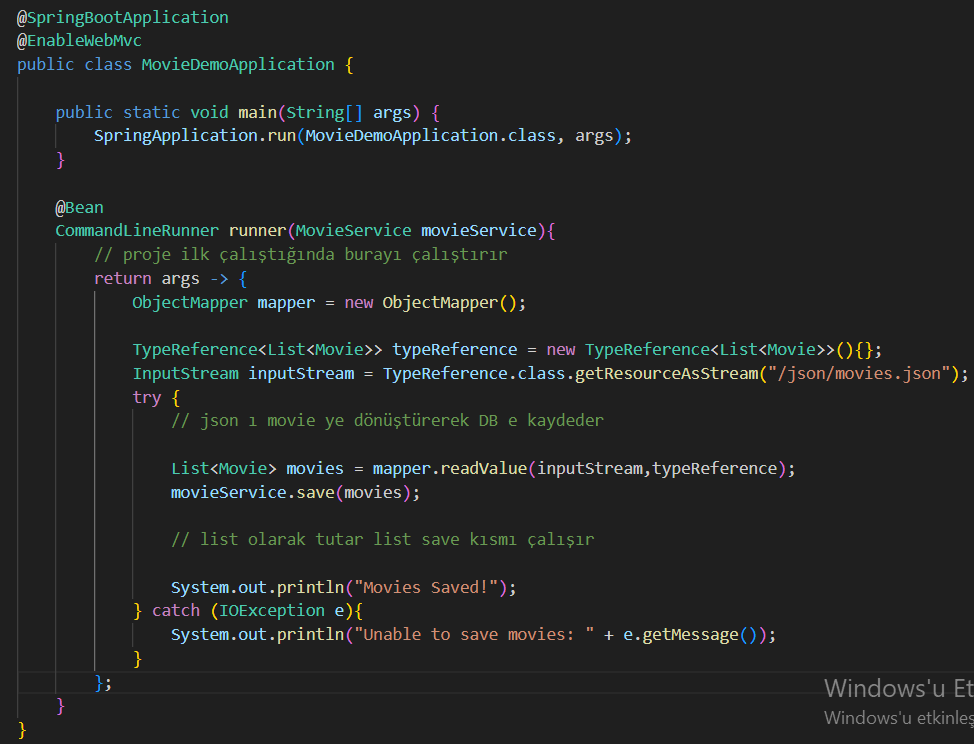 @SpringBootApplication
@EnableWebMvc
public class MovieDemoApplication {
public static void main(String[] args) {
SpringApplication.run(MovieDemoApplication.class, args);
}
@Bean
CommandLineRunner runner(MovieService movieService){
// proje ilk çalıştığında burayı çalıştırır
return args -> {
ObjectMapper mapper = new ObjectMapper();
TypeReference<List<Movie>> typeReference = new TypeReference<List<Movie>>(){};
InputStream inputStream = TypeReference.class.getResourceAsStream("/json/movies.json");
try {
// json ı movie ye dönüştürerek DB e kaydeder
List<Movie> movies = mapper.readValue(inputStream,typeReference);
movieService.save(movies);
// list olarak tutar list save kısmı çalışır
System.out.println("Movies Saved!");
} catch (IOException e){
System.out.println("Unable to save movies: " + e.getMessage());
}
};
}
}
Windows'u Et
Windows'u etkinleş